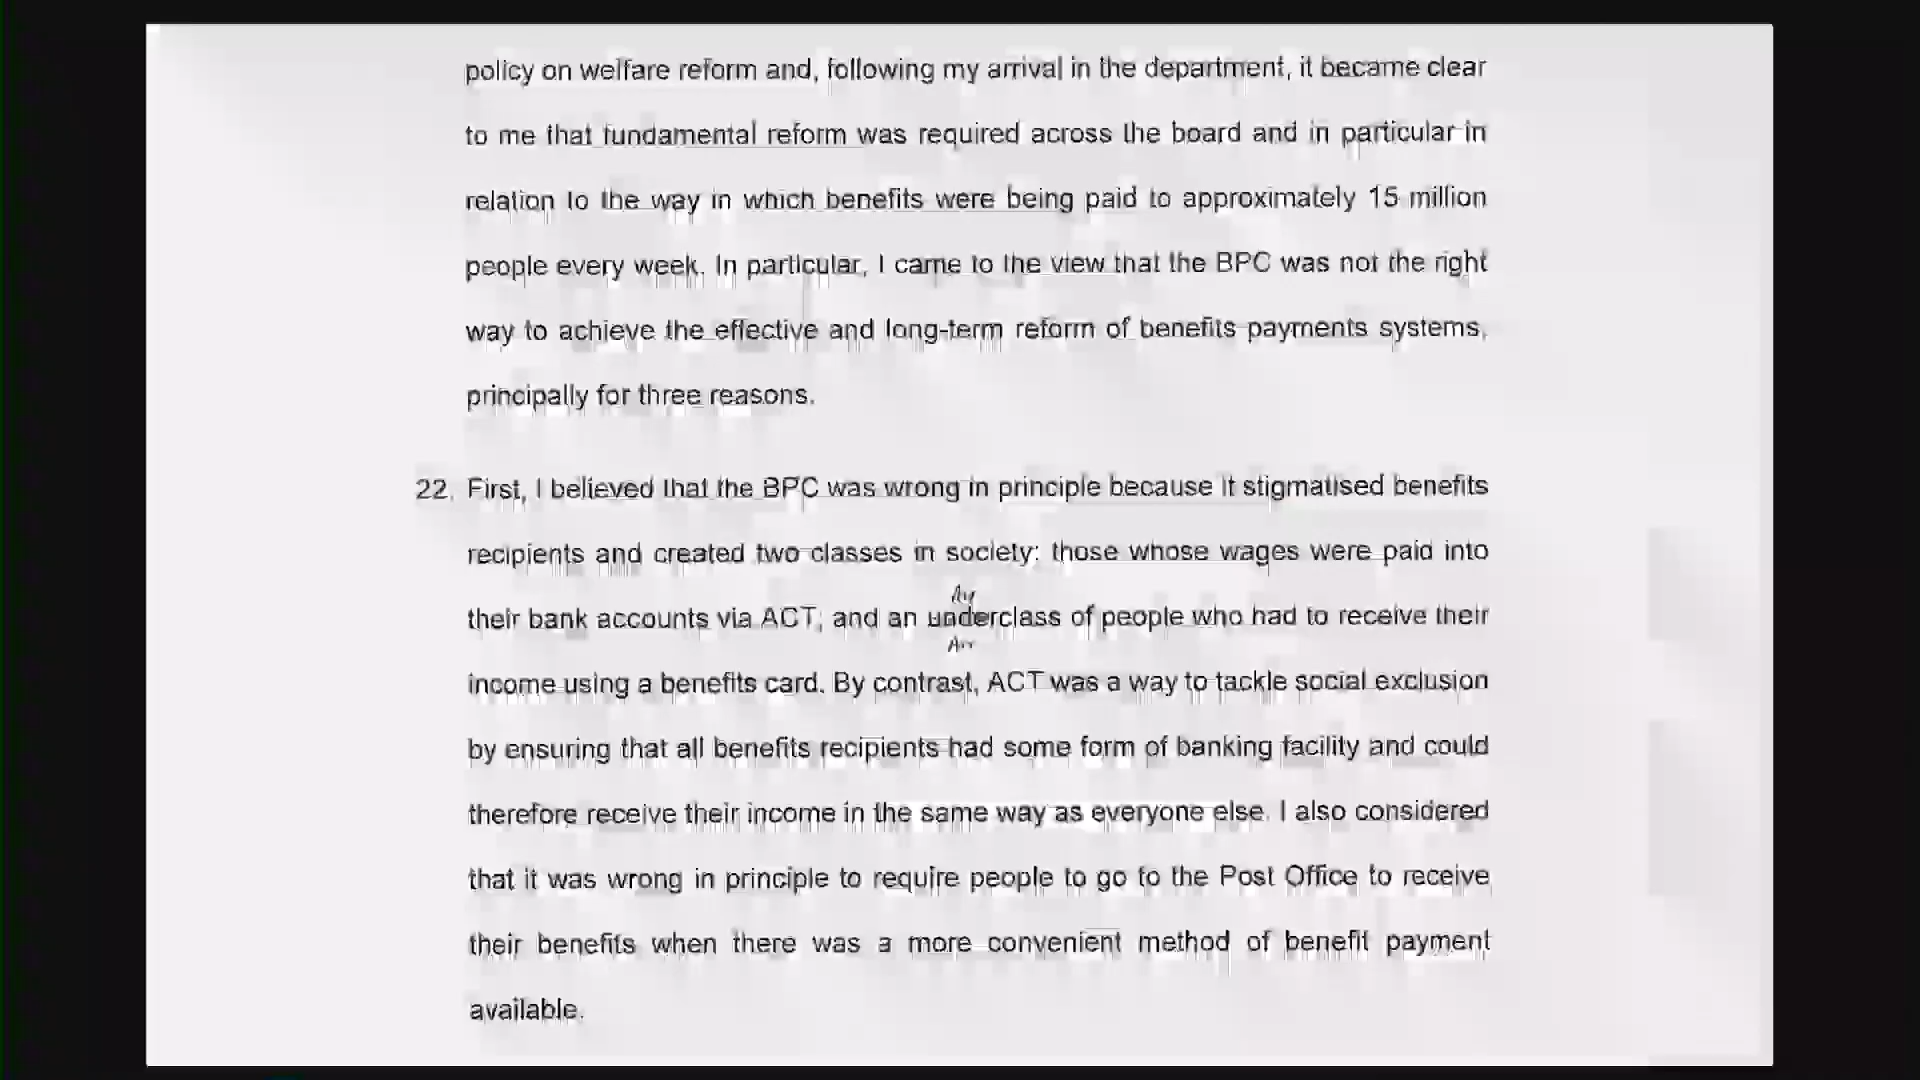 policy on welfare reform and, following my arrival in the department, it became clear
to me that fundamental reform was required across the board and in particular in
relation to the way in which benefits were being paid to approximately 15 million
people every week. In particular, I came to the view that the BPC was not the right
way to achieve the effective and long-term reform of benefits payments systems,
principally for three reasons.
22. First, I believed that the BPC was wrong in principle because it stigmatised benefits
recipients and created two classes in society: those whose wages were paid into
their bank accounts via ACT; and an underclass of people who had to receive their
income using a benefits card. By contrast, ACT was a way to tackle social exclusion
by ensuring that all benefits recipients had some form of banking facility and could
therefore receive their income in the same way as everyone else. I also considered
that it was wrong in principle to require people to go to the Post Office to receive
their benefits when there was a more convenient method of benefit payment
available.